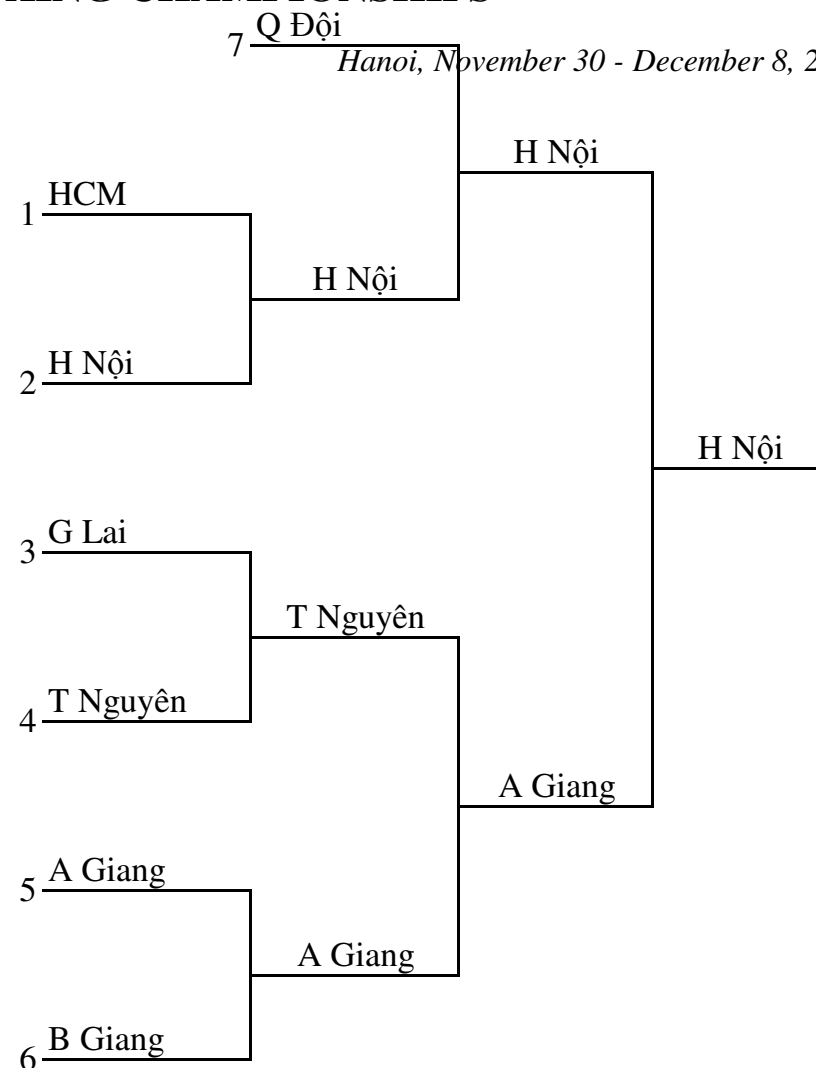 CHAMPIONSHIPS
7 Q Đội
Hanoi, November 30 - December 8, 2
H Nội
1 HCM
H Nội
2 H Nội
H Nội
3 G Lai
T Nguyên
4 T Nguyên
A Giang
5 A Giang
A Giang
6 B Giang